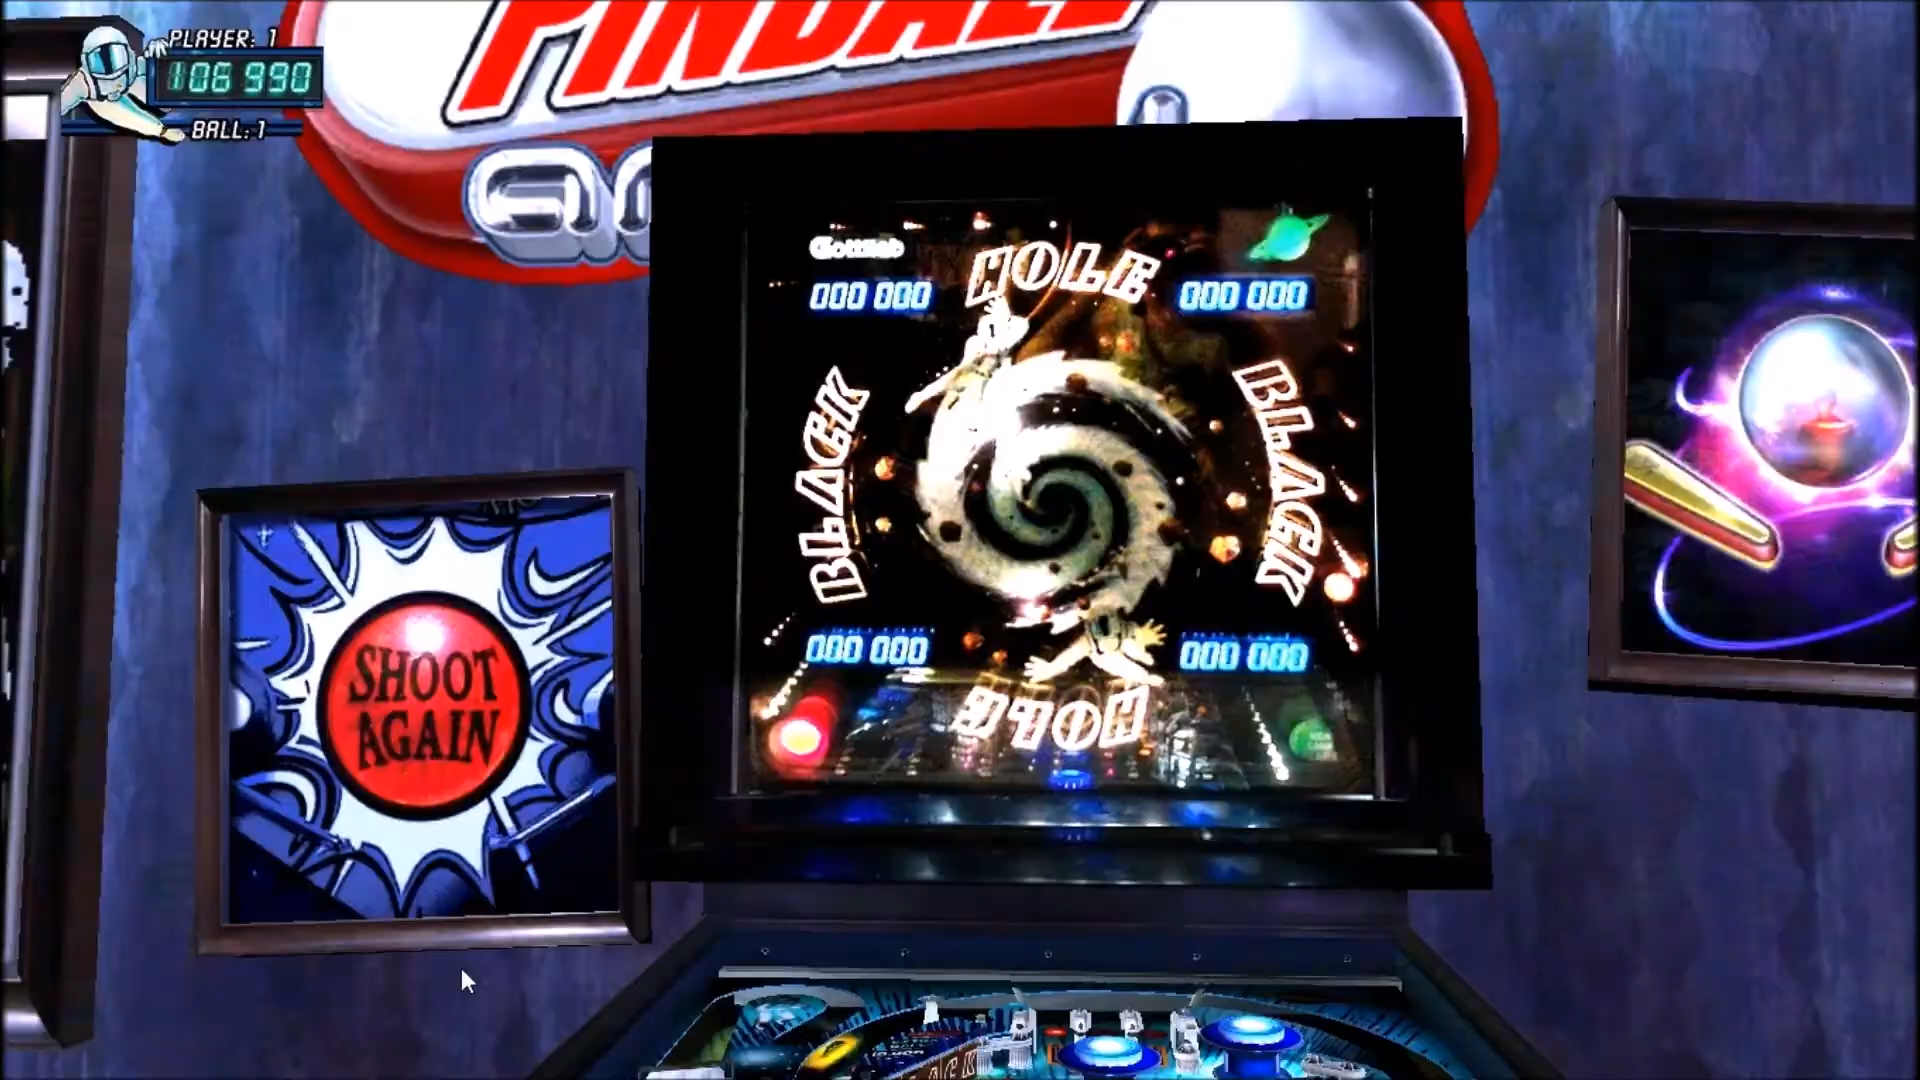 PLAYER: 1
106 990
BALL: 1
PINBALL
Gottlieb
HOLE
000 000
000 000
BLACK
BLACK
000 000
000 000
HOLE
SHOOT
AGAIN